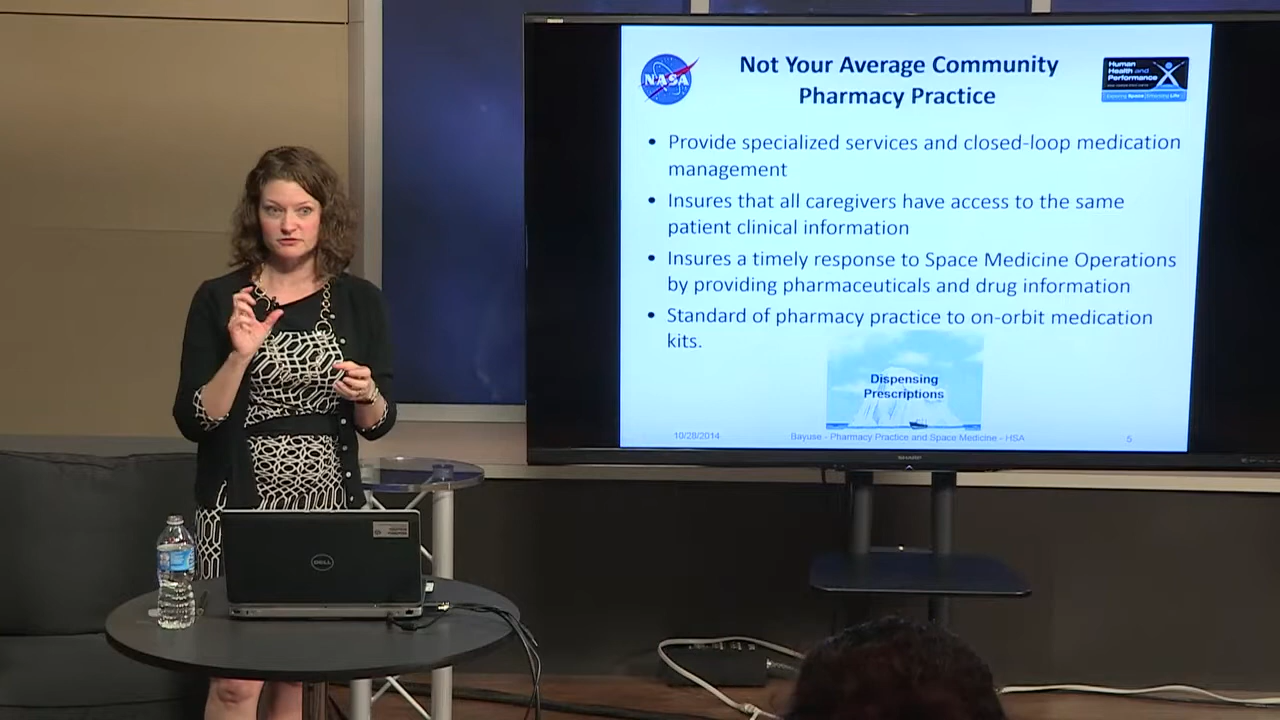 NASA
Not Your Average Community
Pharmacy Practice
Human
Health and
Performance
• Provide specialized services and closed-loop medication
management
• Insures that all caregivers have access to the same
patient clinical information
• Insures a timely response to Space Medicine Operations
by providing pharmaceuticals and drug information
• Standard of pharmacy practice to on-orbit medication
kits.
Dispensing
Prescriptions
10/28/2014 Bayuse - Pharmacy Practice and Space Medicine - HSA 5
SHARP
DELL